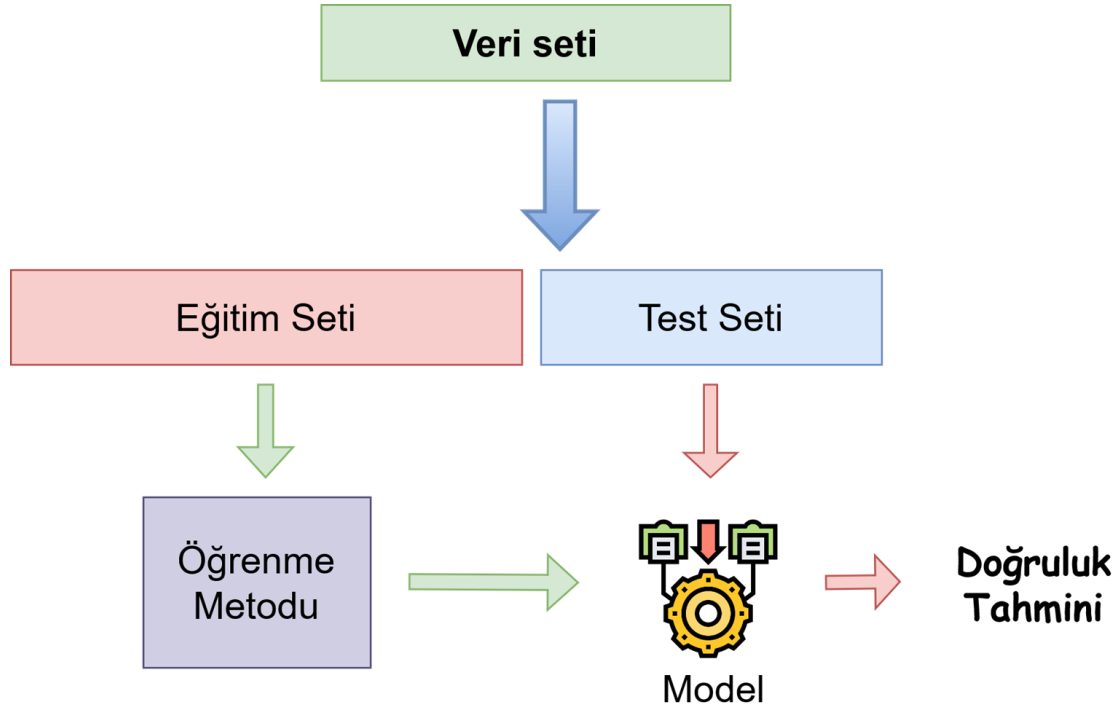 Veri seti
Eğitim Seti
Test Seti
Öğrenme
Metodu
Model
Doğruluk
Tahmini